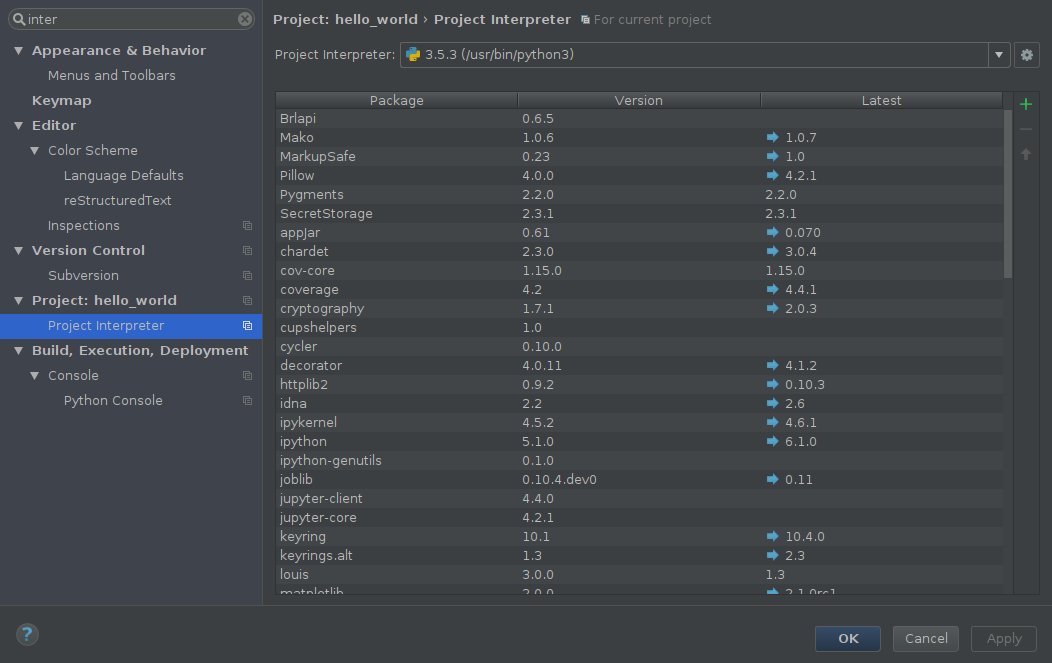 inter
Appearance & Behavior
Menus and Toolbars
Keymap
Editor
Color Scheme
Language Defaults
reStructuredText
Inspections
Version Control
Subversion
Project: hello_world
Project Interpreter
Build, Execution, Deployment
Console
Python Console
Project: hello_world › Project Interpreter For current project
Project Interpreter: 3.5.3 (/usr/bin/python3)
Package Version Latest
Brlapi 0.6.5
Mako 1.0.6 1.0.7
MarkupSafe 0.23 1.0
Pillow 4.0.0 4.2.1
Pygments 2.2.0 2.2.0
SecretStorage 2.3.1 2.3.1
appJar 0.61 0.070
chardet 2.3.0 3.0.4
cov-core 1.15.0 1.15.0
coverage 4.2 4.4.1
cryptography 1.7.1 2.0.3
cupshelpers 1.0
cycler 0.10.0
decorator 4.0.11 4.1.2
httplib2 0.9.2 0.10.3
idna 2.2 2.6
ipykernel 4.5.2 4.6.1
ipython 5.1.0 6.1.0
ipython-genutils 0.1.0
joblib 0.10.4.dev0 0.11
jupyter-client 4.4.0
jupyter-core 4.2.1
keyring 10.1 10.4.0
keyrings.alt 1.3 2.3
louis 3.0.0 1.3
matplotlib 2.0.0 2.1.0rc1
? OK Cancel Apply